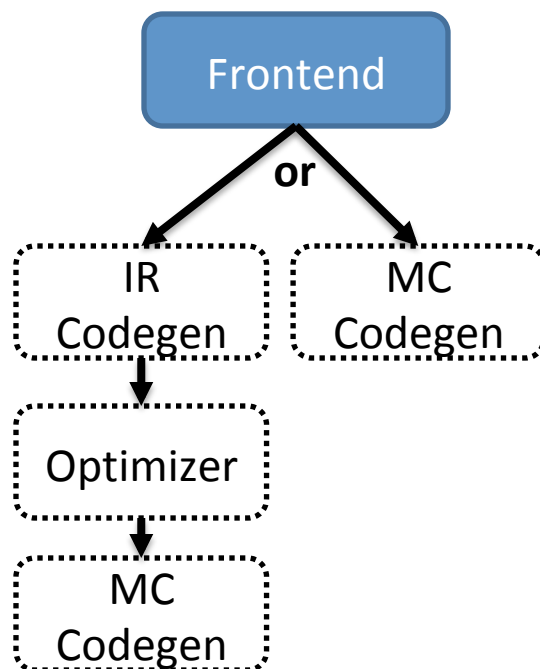 Frontend
or
IR
Codegen
MC
Codegen
Optimizer
MC
Codegen